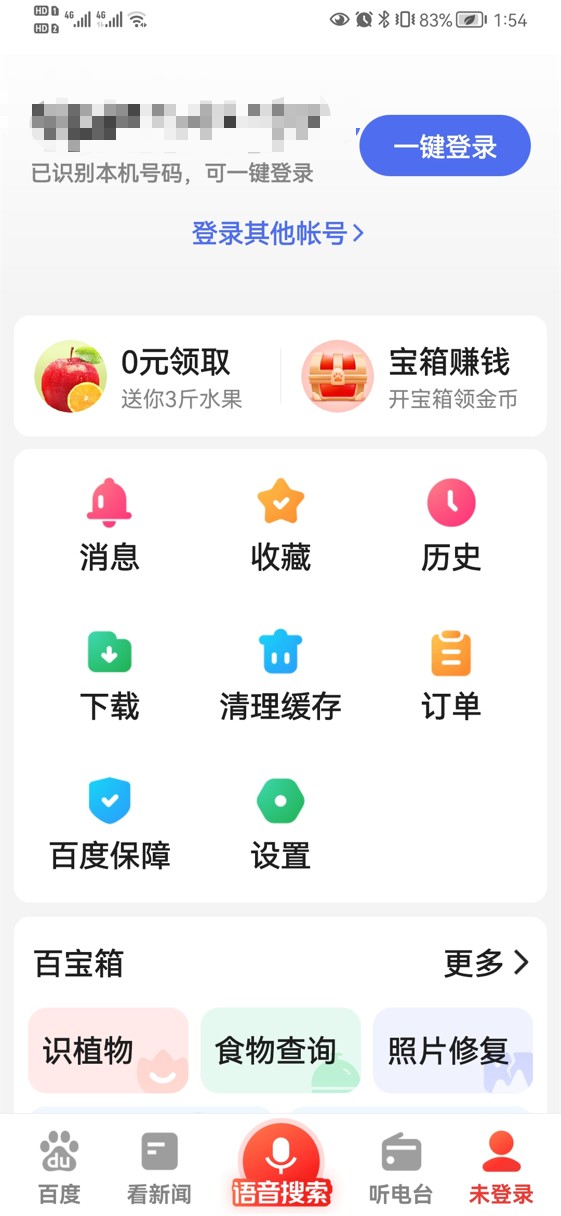 HD 1 4G 4G 83% 1:54
HD 2
一键登录
已识别本机号码，可一键登录
登录其他帐号
0元领取 宝箱赚钱
送你3斤水果 开宝箱领金币
消息 收藏 历史
下载 清理缓存 订单
百度保障 设置
百宝箱 更多
识植物 食物查询 照片修复
du
百度 看新闻 语音搜索 听电台 未登录